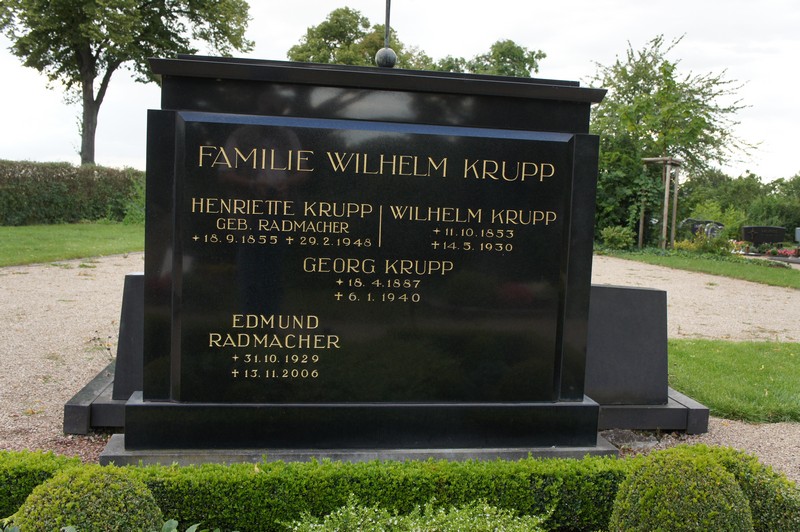 FAMILIE WILHELM KRUPP
HENRIETTE KRUPP
GEB. RADMACHER
+ 18.9.1855 + 29.2.1948
WILHELM KRUPP
+ 11.10.1853
+ 14.5.1930
GEORG KRUPP
+ 18.4.1887
+ 6.1.1940
EDMUND
RADMACHER
+ 31.10.1929
+ 13.11.2006